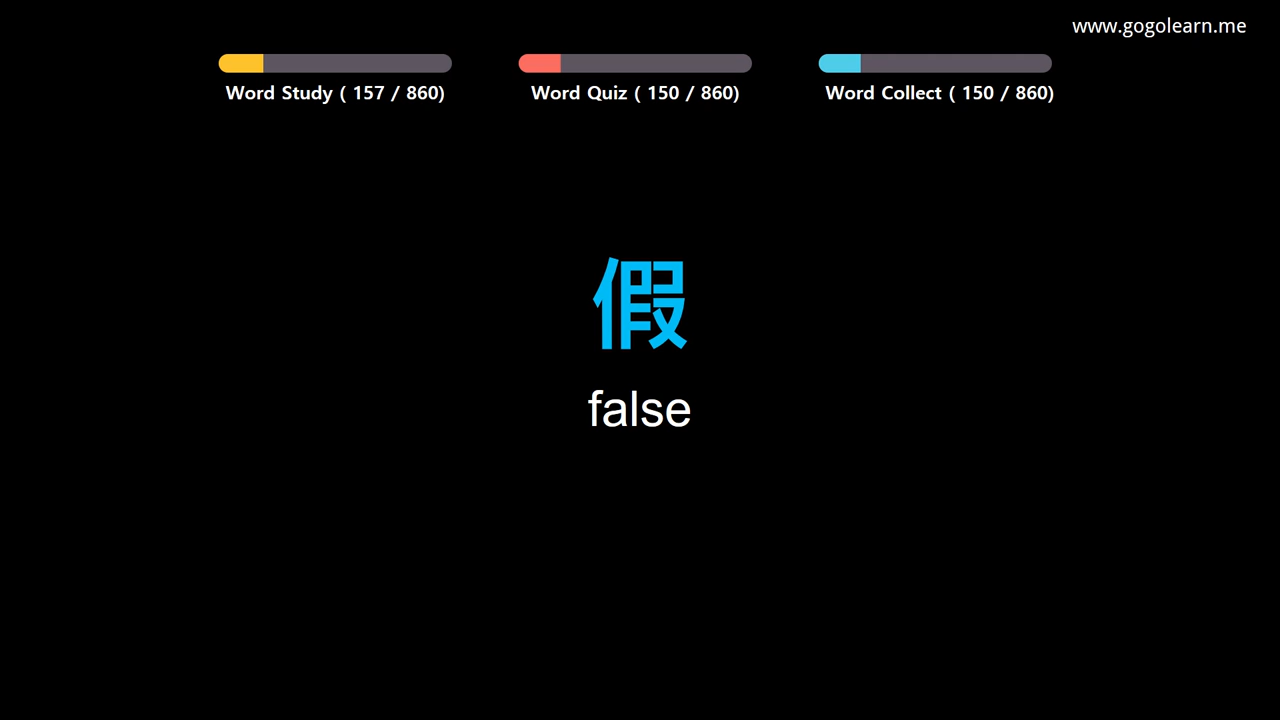 www.gogolearn.me
Word Study ( 157 / 860)
Word Quiz ( 150 / 860)
Word Collect ( 150 / 860)
假
false